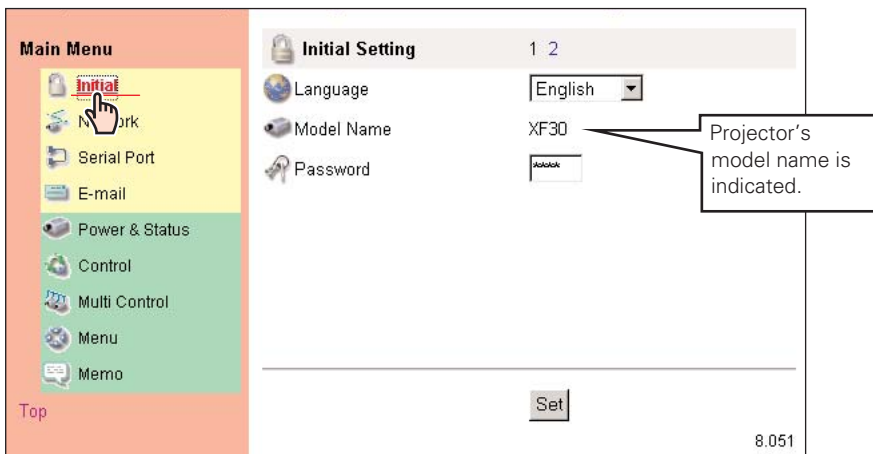 Main Menu
Initial
Network
Serial Port
E-mail
Power & Status
Control
Multi Control
Menu
Memo
Top
Initial Setting 1 2
Language English
Model Name XF30
Password ****
Set
8.051
Projector's
model name is
indicated.